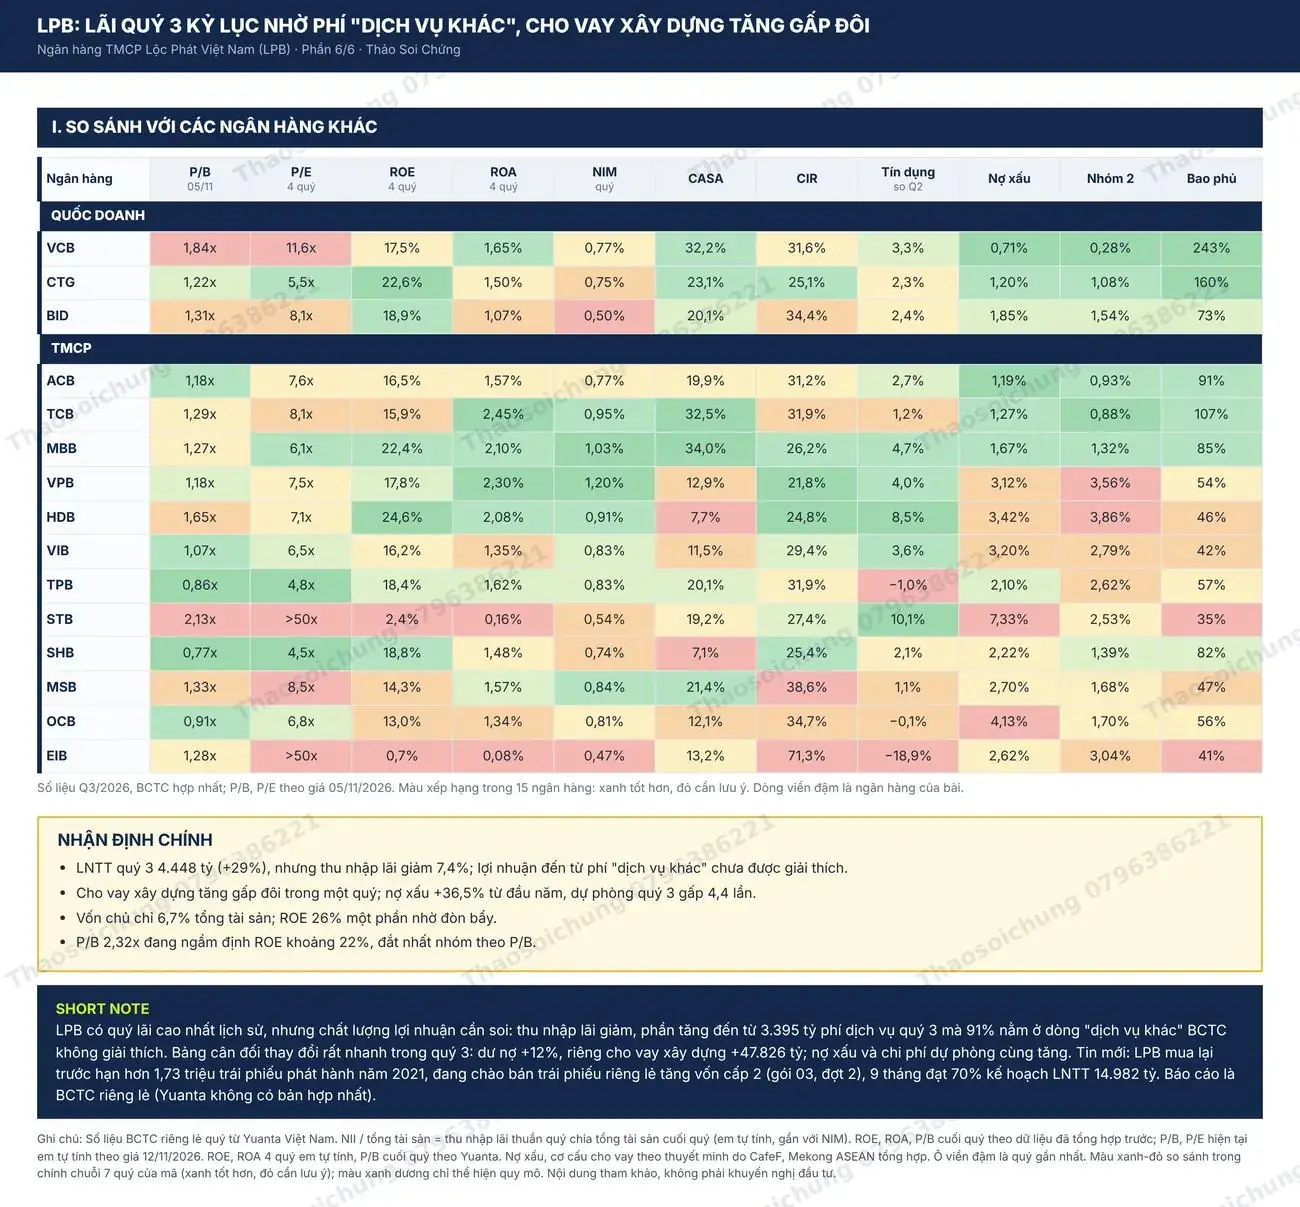 LPB: LÃI QUÝ 3 KỶ LỤC NHỜ PHÍ "DỊCH VỤ KHÁC", CHO VAY XÂY DỰNG TĂNG GẤP ĐÔI
Ngân hàng TMCP Lộc Phát Việt Nam (LPB) · Phần 6/6 · Thảo Soi Chứng
I. SO SÁNH VỚI CÁC NGÂN HÀNG KHÁC
Ngân hàng P/B 05/11 P/E 4 quý ROE 4 quý ROA 4 quý NIM quý CASA CIR Tín dụng so Q2 Nợ xấu Nhóm 2 Bao phủ
QUỐC DOANH
VCB 1,84x 11,6x 17,5% 1,65% 0,77% 32,2% 31,6% 3,3% 0,71% 0,28% 243%
CTG 1,22x 5,5x 22,6% 1,50% 0,75% 23,1% 25,1% 2,3% 1,20% 1,08% 160%
BID 1,31x 8,1x 18,9% 1,07% 0,50% 20,1% 34,4% 2,4% 1,85% 1,54% 73%
TMCP
ACB 1,18x 7,6x 16,5% 1,57% 0,77% 19,9% 31,2% 2,7% 1,19% 0,93% 91%
TCB 1,29x 8,1x 15,9% 2,45% 0,95% 32,5% 31,9% 1,2% 1,27% 0,88% 107%
MBB 1,27x 6,1x 22,4% 2,10% 1,03% 34,0% 26,2% 4,7% 1,67% 1,32% 85%
VPB 1,18x 7,5x 17,8% 2,30% 1,20% 12,9% 21,8% 4,0% 3,12% 3,56% 54%
HDB 1,65x 7,1x 24,6% 2,08% 0,91% 7,7% 24,8% 8,5% 3,42% 3,86% 46%
VIB 1,07x 6,5x 16,2% 1,35% 0,83% 11,5% 29,4% 3,6% 3,20% 2,79% 42%
TPB 0,86x 4,8x 18,4% 1,62% 0,83% 20,1% 31,9% −1,0% 2,10% 2,62% 57%
STB 2,13x >50x 2,4% 0,16% 0,54% 19,2% 27,4% 10,1% 7,33% 2,53% 35%
SHB 0,77x 4,5x 18,8% 1,48% 0,74% 7,1% 25,4% 2,1% 2,22% 1,39% 82%
MSB 1,33x 8,5x 14,3% 1,57% 0,84% 21,4% 38,6% 1,1% 2,70% 1,68% 47%
OCB 0,91x 6,8x 13,0% 1,34% 0,81% 12,1% 34,7% −0,1% 4,13% 1,70% 56%
EIB 1,28x >50x 0,7% 0,08% 0,47% 13,2% 71,3% −18,9% 2,62% 3,04% 41%
Số liệu Q3/2026, BCTC hợp nhất; P/B, P/E theo giá 05/11/2026. Màu xếp hạng trong 15 ngân hàng: xanh tốt hơn, đỏ cần lưu ý. Dòng viền đậm là ngân hàng của bài.
NHẬN ĐỊNH CHÍNH
• LNTT quý 3 4.448 tỷ (+29%), nhưng thu nhập lãi giảm 7,4%; lợi nhuận đến từ phí "dịch vụ khác" chưa được giải thích.
• Cho vay xây dựng tăng gấp đôi trong một quý; nợ xấu +36,5% từ đầu năm, dự phòng quý 3 gấp 4,4 lần.
• Vốn chủ chỉ 6,7% tổng tài sản; ROE 26% một phần nhờ đòn bẩy.
• P/B 2,32x đang ngầm định ROE khoảng 22%, đắt nhất nhóm theo P/B.
SHORT NOTE
LPB có quý lãi cao nhất lịch sử, nhưng chất lượng lợi nhuận cần soi: thu nhập lãi giảm, phần tăng đến từ 3.395 tỷ phí dịch vụ quý 3 mà 91% nằm ở dòng "dịch vụ khác" BCTC
không giải thích. Bảng cân đối thay đổi rất nhanh trong quý 3: dư nợ +12%, riêng cho vay xây dựng +47.826 tỷ; nợ xấu và chi phí dự phòng cùng tăng. Tin mới: LPB mua lại
trước hạn hơn 1,73 triệu trái phiếu phát hành năm 2021, đang chào bán trái phiếu riêng lẻ tăng vốn cấp 2 (gói 03, đợt 2), 9 tháng đạt 70% kế hoạch LNTT 14.982 tỷ. Báo cáo là
BCTC riêng lẻ (Yuanta không có bản hợp nhất).
Ghi chú: Số liệu BCTC riêng lẻ quý từ Yuanta Việt Nam. NII / tổng tài sản = thu nhập lãi thuần quý chia tổng tài sản cuối quý (em tự tính, gần với NIM). ROE, ROA, P/B cuối quý theo dữ liệu đã tổng hợp trước; P/B, P/E hiện tại
em tự tính theo giá 12/11/2026. ROE, ROA 4 quý em tự tính, P/B cuối quý theo Yuanta. Nợ xấu, cơ cấu cho vay theo thuyết minh do CafeF, Mekong ASEAN tổng hợp. Ô viền đậm là quý gần nhất. Màu xanh-đỏ so sánh trong
chính chuỗi 7 quý của mã (xanh tốt hơn, đỏ cần lưu ý); màu xanh dương chỉ thể hiện quy mô. Nội dung tham khảo, không phải khuyến nghị đầu tư.
Thaosoichung 0796386221